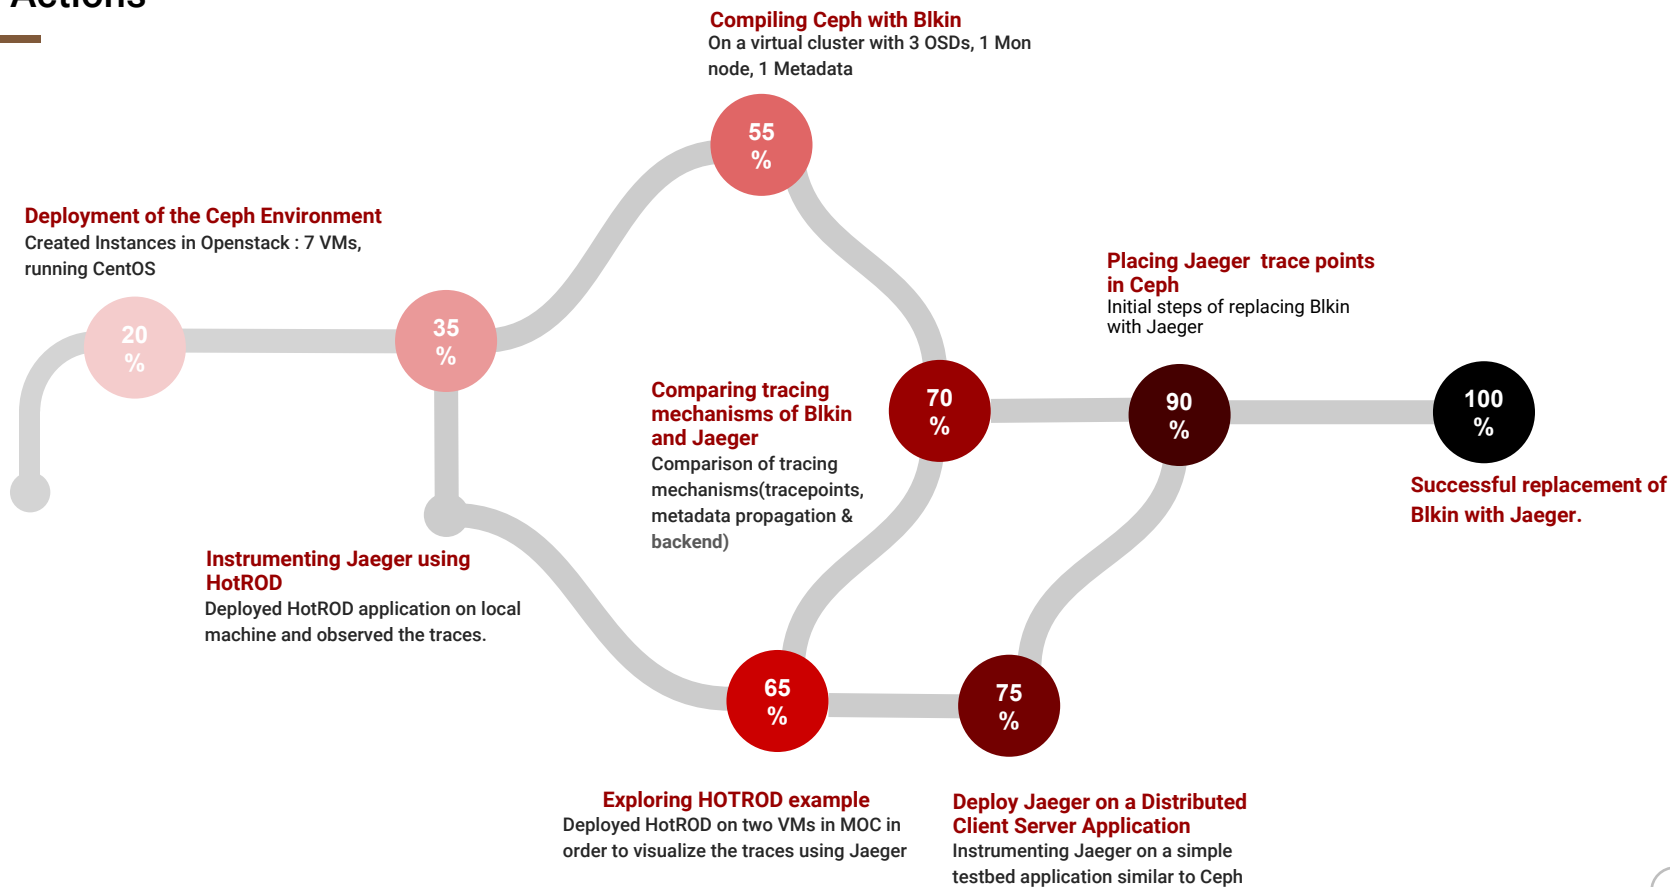 Actions
Compiling Ceph with Blkin
On a virtual cluster with 3 OSDs, 1 Mon
node, 1 Metadata
55
%
Deployment of the Ceph Environment
Created Instances in Openstack : 7 VMs,
running CentOS
20
%
35
%
Placing Jaeger  trace points
in Ceph
Initial steps of replacing Blkin
with Jaeger
Comparing tracing
mechanisms of Blkin
and Jaeger
Comparison of tracing
mechanisms(tracepoints,
metadata propagation &
backend)
70
%
90
%
100
%
Successful replacement of
Blkin with Jaeger.
Instrumenting Jaeger using
HotROD
Deployed HotROD application on local
machine and observed the traces.
65
%
75
%
Exploring HOTROD example
Deployed HotROD on two VMs in MOC in
order to visualize the traces using Jaeger
Deploy Jaeger on a Distributed
Client Server Application
Instrumenting Jaeger on a simple
testbed application similar to Ceph